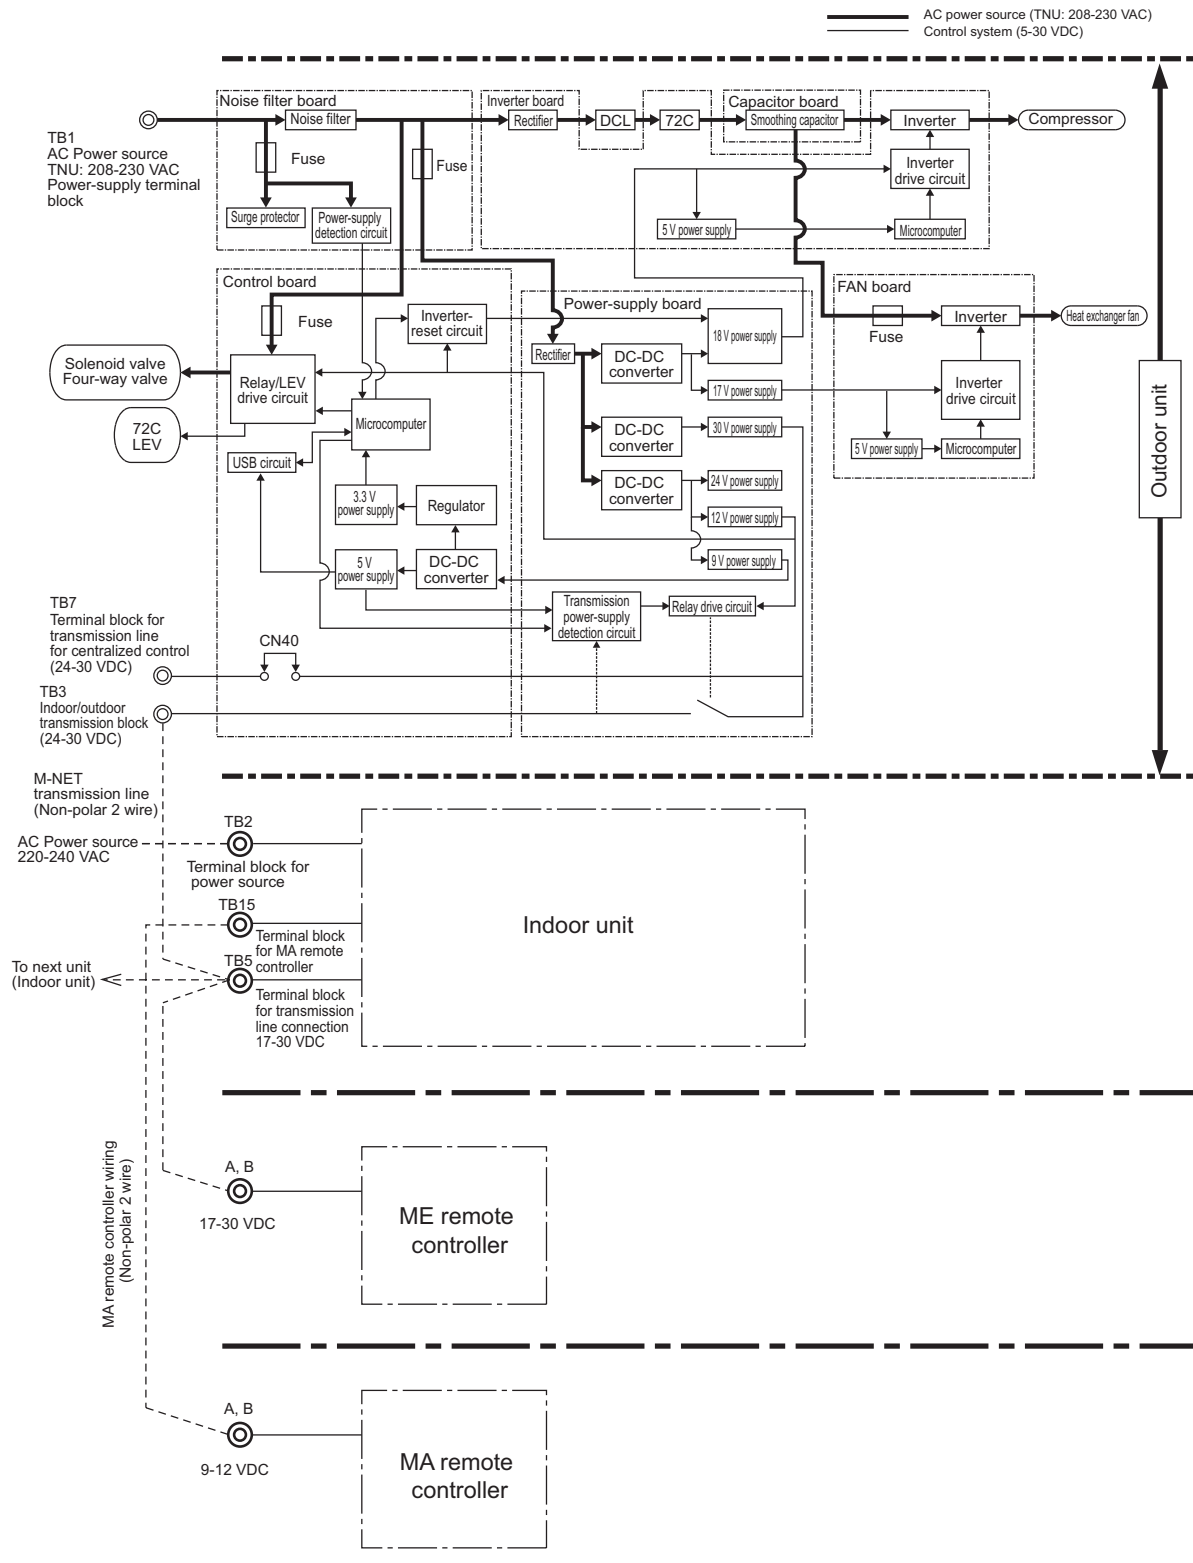 AC power source (TNU: 208-230 VAC)
Control system (5-30 VDC)
Noise filter board
Noise filter
Fuse
Surge protector
Power-supply
detection circuit
Fuse
TB1
AC Power source
TNU: 208-230 VAC
Power-supply terminal
block
Inverter board
Rectifier
DCL
72C
Capacitor board
Smoothing capacitor
Inverter
Compressor
Inverter
drive circuit
5 V power supply
Microcomputer
Control board
Fuse
Inverter-
reset circuit
Solenoid valve
Four-way valve
Relay/LEV
drive circuit
72C
LEV
Microcomputer
USB circuit
3.3 V
power supply
Regulator
5 V
power supply
DC-DC
converter
Power-supply board
Rectifier
DC-DC
converter
18 V power supply
17 V power supply
DC-DC
converter
30 V power supply
DC-DC
converter
24 V power supply
12 V power supply
9 V power supply
Transmission
power-supply
detection circuit
Relay drive circuit
FAN board
Fuse
Inverter
Heat exchanger fan
Inverter
drive circuit
5 V power supply
Microcomputer
Outdoor unit
TB7
Terminal block for
transmission line
for centralized control
(24-30 VDC)
CN40
TB3
Indoor/outdoor
transmission block
(24-30 VDC)
M-NET
transmission line
(Non-polar 2 wire)
AC Power source
220-240 VAC
TB2
Terminal block for
power source
TB15
Terminal block
for MA remote
controller
To next unit
(Indoor unit)
TB5
Terminal block
for transmission
line connection
17-30 VDC
Indoor unit
MA remote controller wiring
(Non-polar 2 wire)
A, B
17-30 VDC
ME remote
controller
A, B
9-12 VDC
MA remote
controller